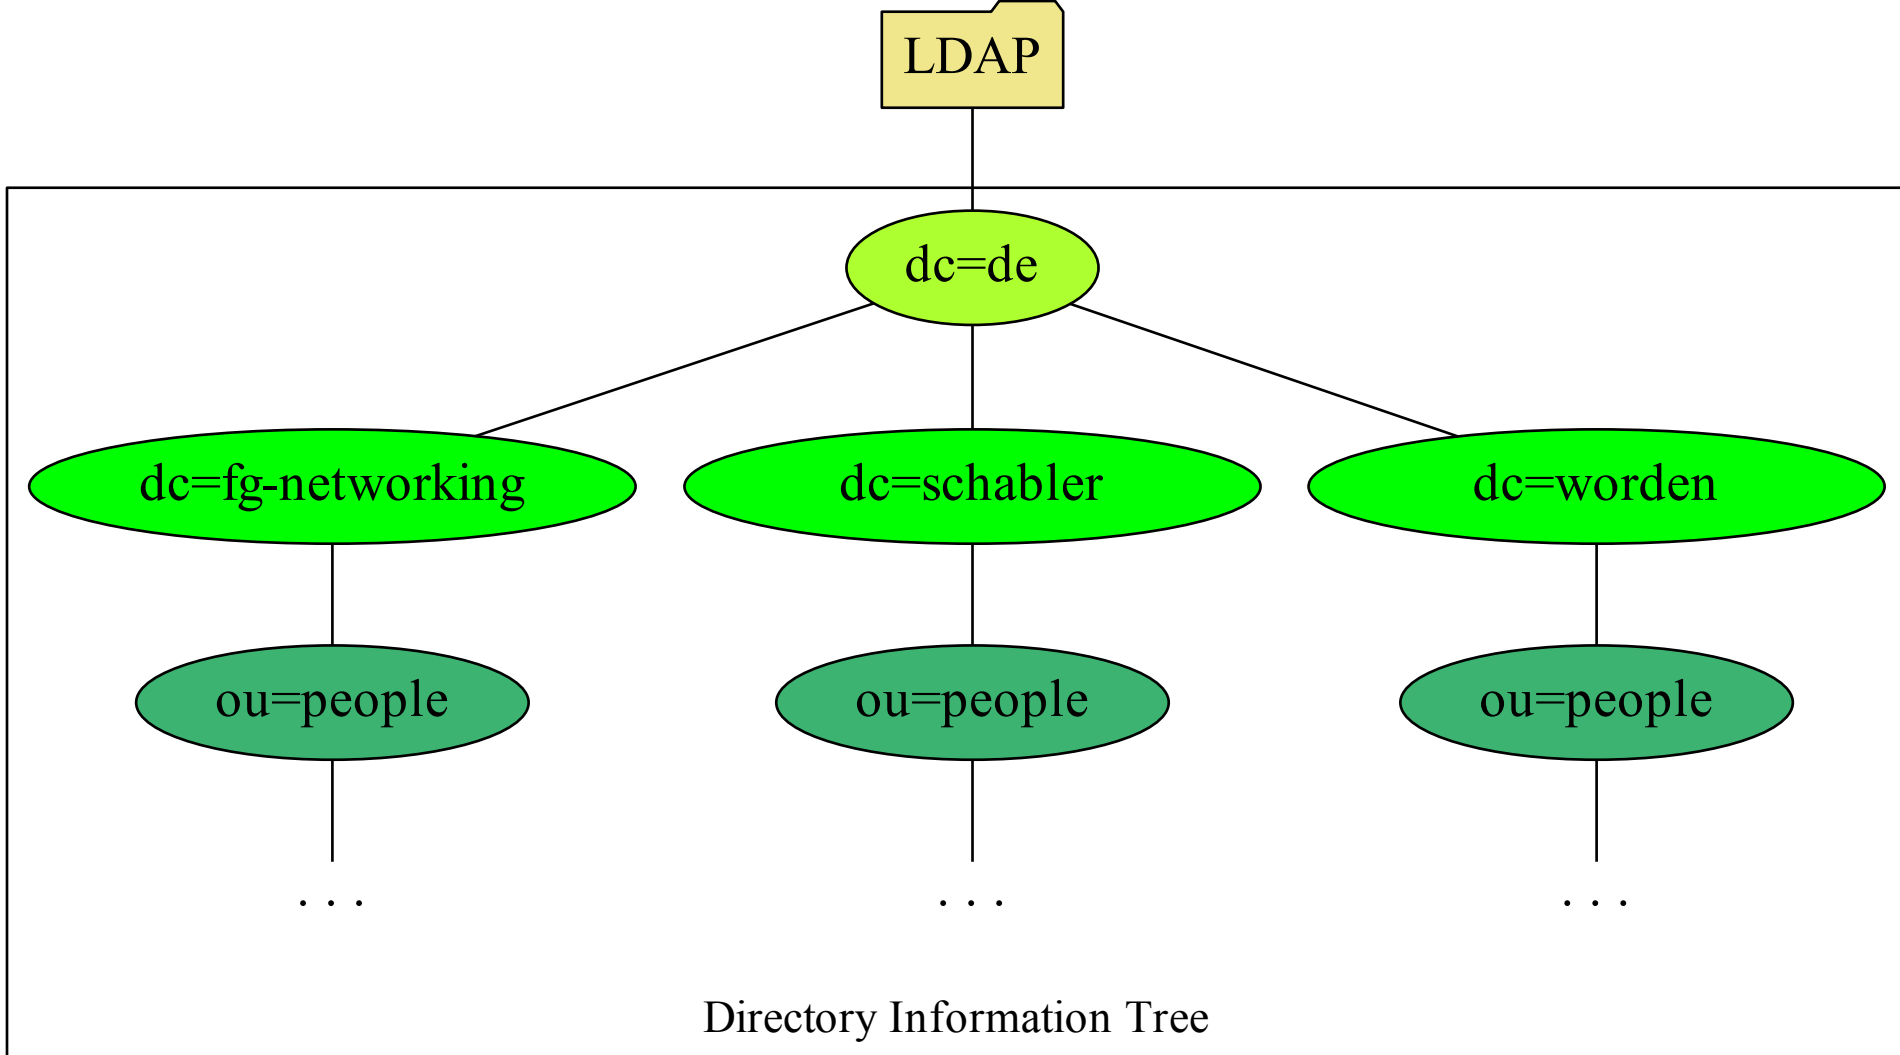 LDAP
dc=de
dc=fg-networking
dc=schabler
dc=worden
ou=people
ou=people
ou=people
. . .
. . .
. . .
Directory Information Tree